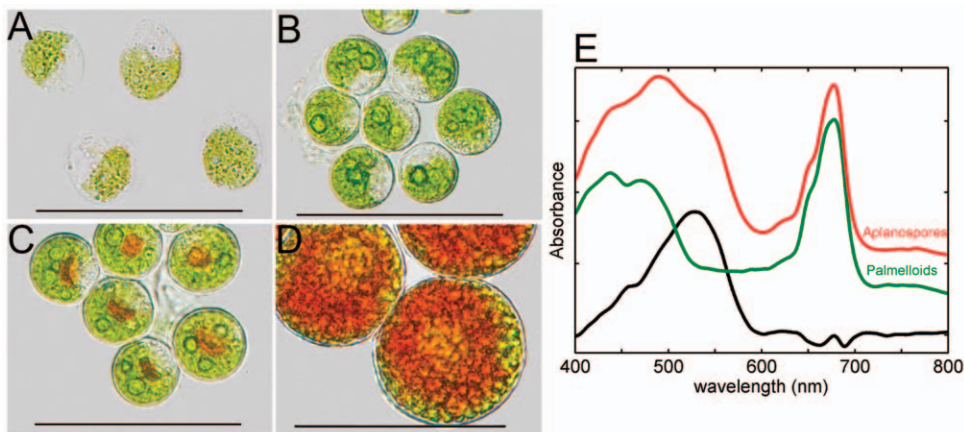 A
B
C
D
E
Absorbance
Aplanospores
Palmelloids
400
500
600
700
800
wavelength (nm)